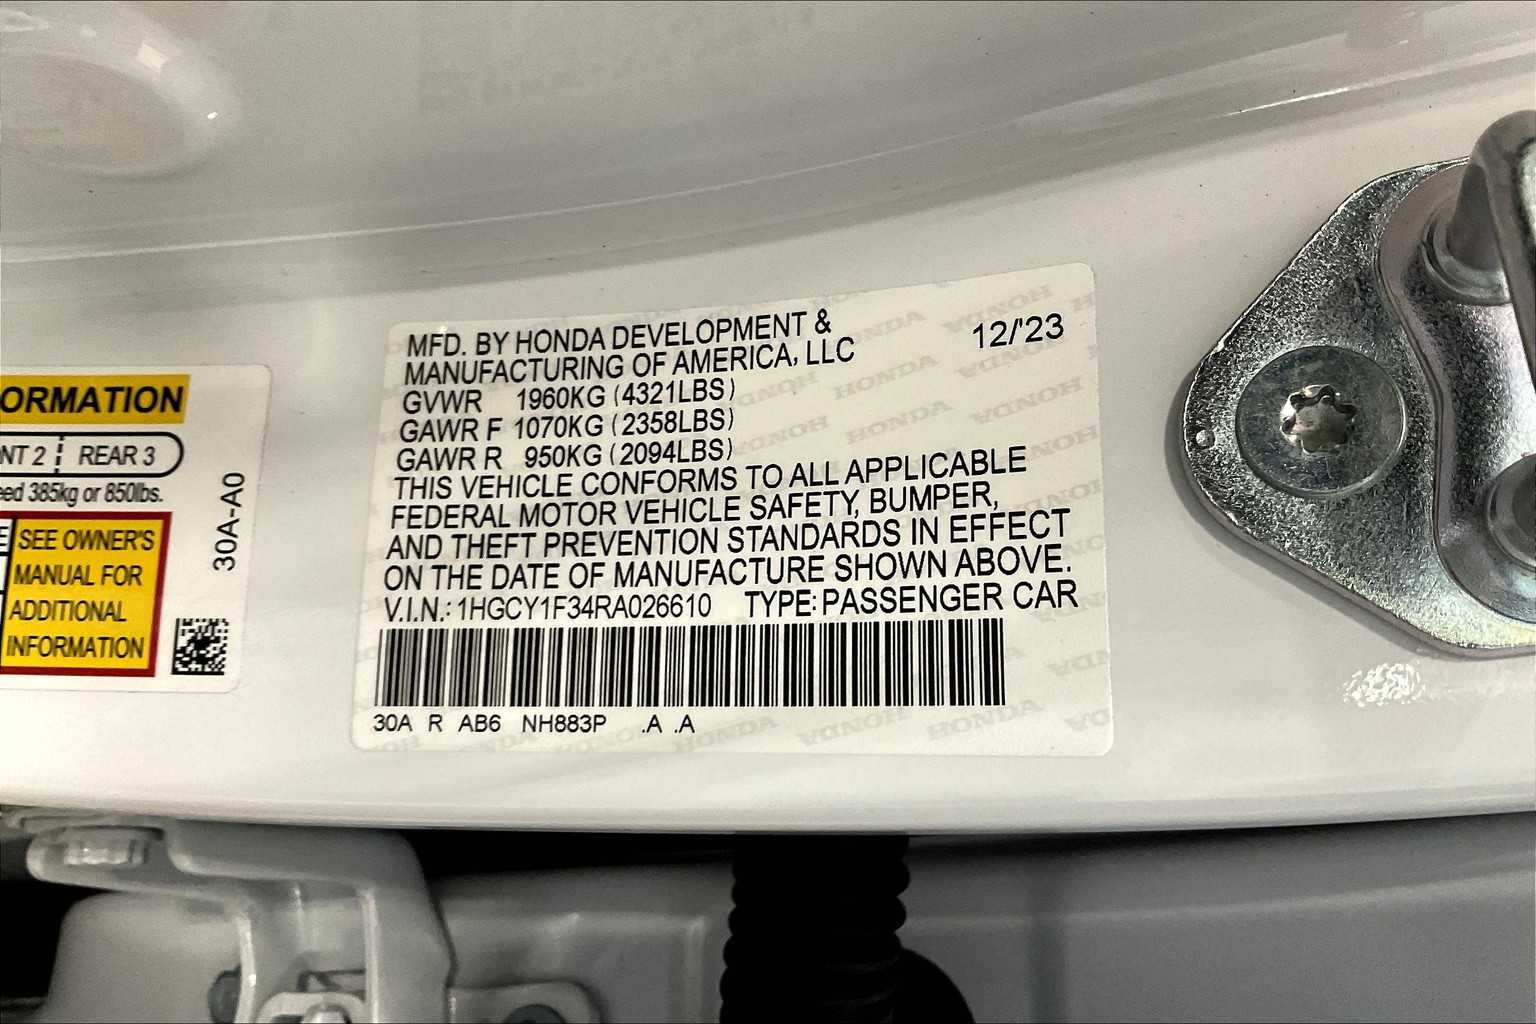 ORMATION
NT 2 REAR 3
eed 385kg or 850lbs.
E
SEE OWNER'S
MANUAL FOR
ADDITIONAL
INFORMATION
30A-A0
MFD. BY HONDA DEVELOPMENT &
MANUFACTURING OF AMERICA, LLC
12/'23
GVWR 1960KG (4321LBS)
GAWR F 1070KG (2358LBS)
GAWR R 950KG (2094LBS)
THIS VEHICLE CONFORMS TO ALL APPLICABLE
FEDERAL MOTOR VEHICLE SAFETY, BUMPER,
AND THEFT PREVENTION STANDARDS IN EFFECT
ON THE DATE OF MANUFACTURE SHOWN ABOVE.
V.I.N.: 1HGCY1F34RA026610 TYPE: PASSENGER CAR
30A R AB6 NH883P .A .A